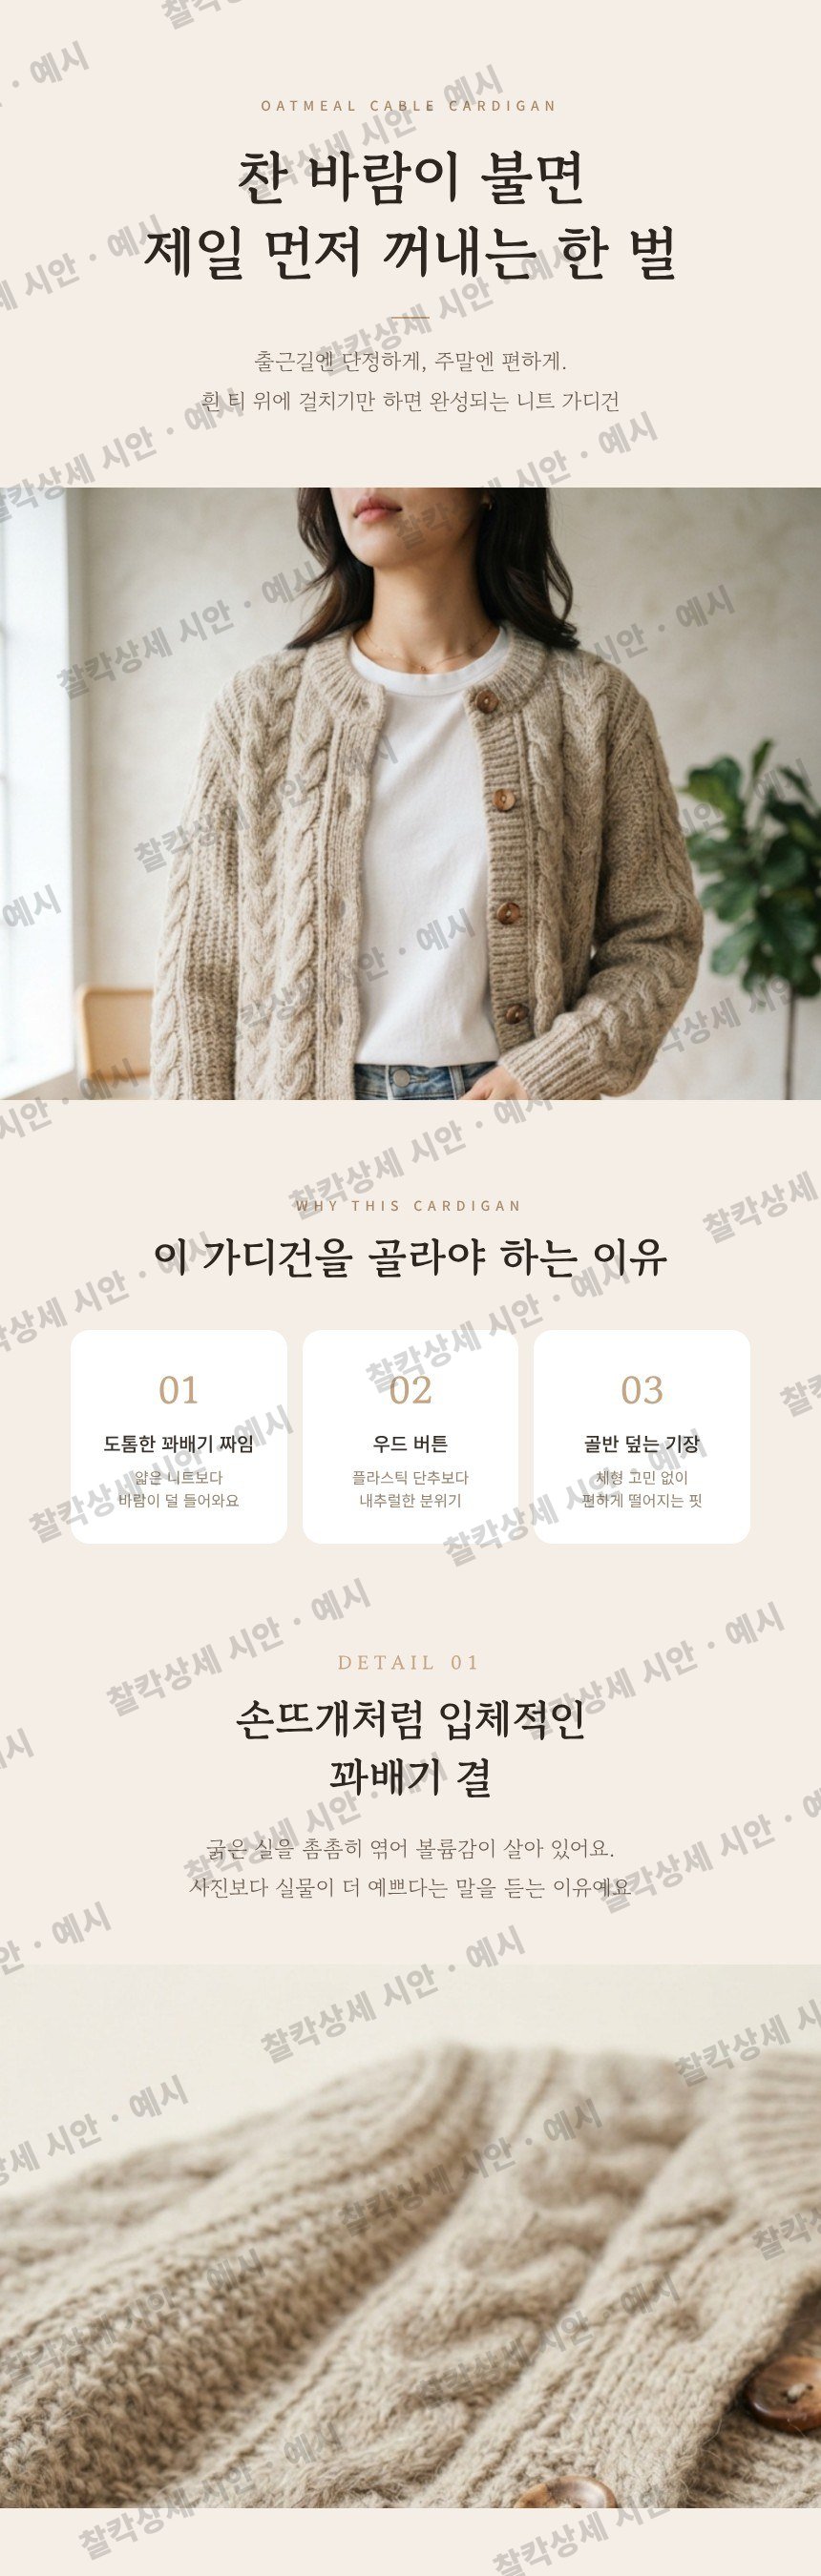 OATMEAL CABLE CARDIGAN
찬 바람이 불면
제일 먼저 꺼내는 한 벌
출근길엔 단정하게, 주말엔 편하게.
흰 티 위에 걸치기만 하면 완성되는 니트 가디건
WHY THIS CARDIGAN
이 가디건을 골라야 하는 이유
01
도톰한 꽈배기 짜임
얇은 니트보다
바람이 덜 들어와요
02
우드 버튼
플라스틱 단추보다
내추럴한 분위기
03
골반 덮는 기장
체형 고민 없이
편하게 떨어지는 핏
DETAIL 01
손뜨개처럼 입체적인
꽈배기 결
굵은 실을 촘촘히 엮어 볼륨감이 살아 있어요.
사진보다 실물이 더 예쁘다는 말을 듣는 이유예요
찰칵상세 시안 · 예시